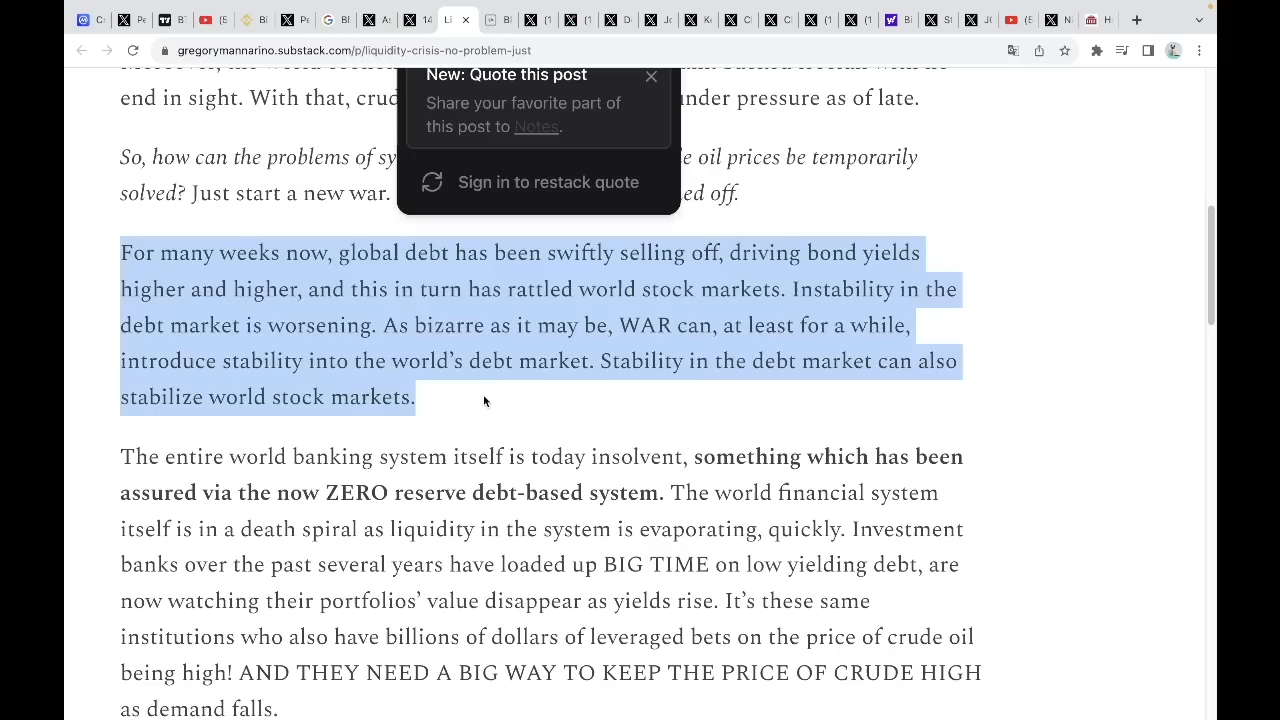 gregorymannarino.substack.com/p/liquidity-crisis-no-problem-just
New: Quote this post
Share your favorite part of
this post to Notes.
Sign in to restack quote
end in sight. With that, nder pressure as of late.
So, how can the problems of oil prices be temporarily
solved? Just start a new war. off.
For many weeks now, global debt has been swiftly selling off, driving bond yields
higher and higher, and this in turn has rattled world stock markets. Instability in the
debt market is worsening. As bizarre as it may be, WAR can, at least for a while,
introduce stability into the world’s debt market. Stability in the debt market can also
stabilize world stock markets.
The entire world banking system itself is today insolvent, something which has been
assured via the now ZERO reserve debt-based system. The world financial system
itself is in a death spiral as liquidity in the system is evaporating, quickly. Investment
banks over the past several years have loaded up BIG TIME on low yielding debt, are
now watching their portfolios’ value disappear as yields rise. It’s these same
institutions who also have billions of dollars of leveraged bets on the price of crude oil
being high! AND THEY NEED A BIG WAY TO KEEP THE PRICE OF CRUDE HIGH
as demand falls.